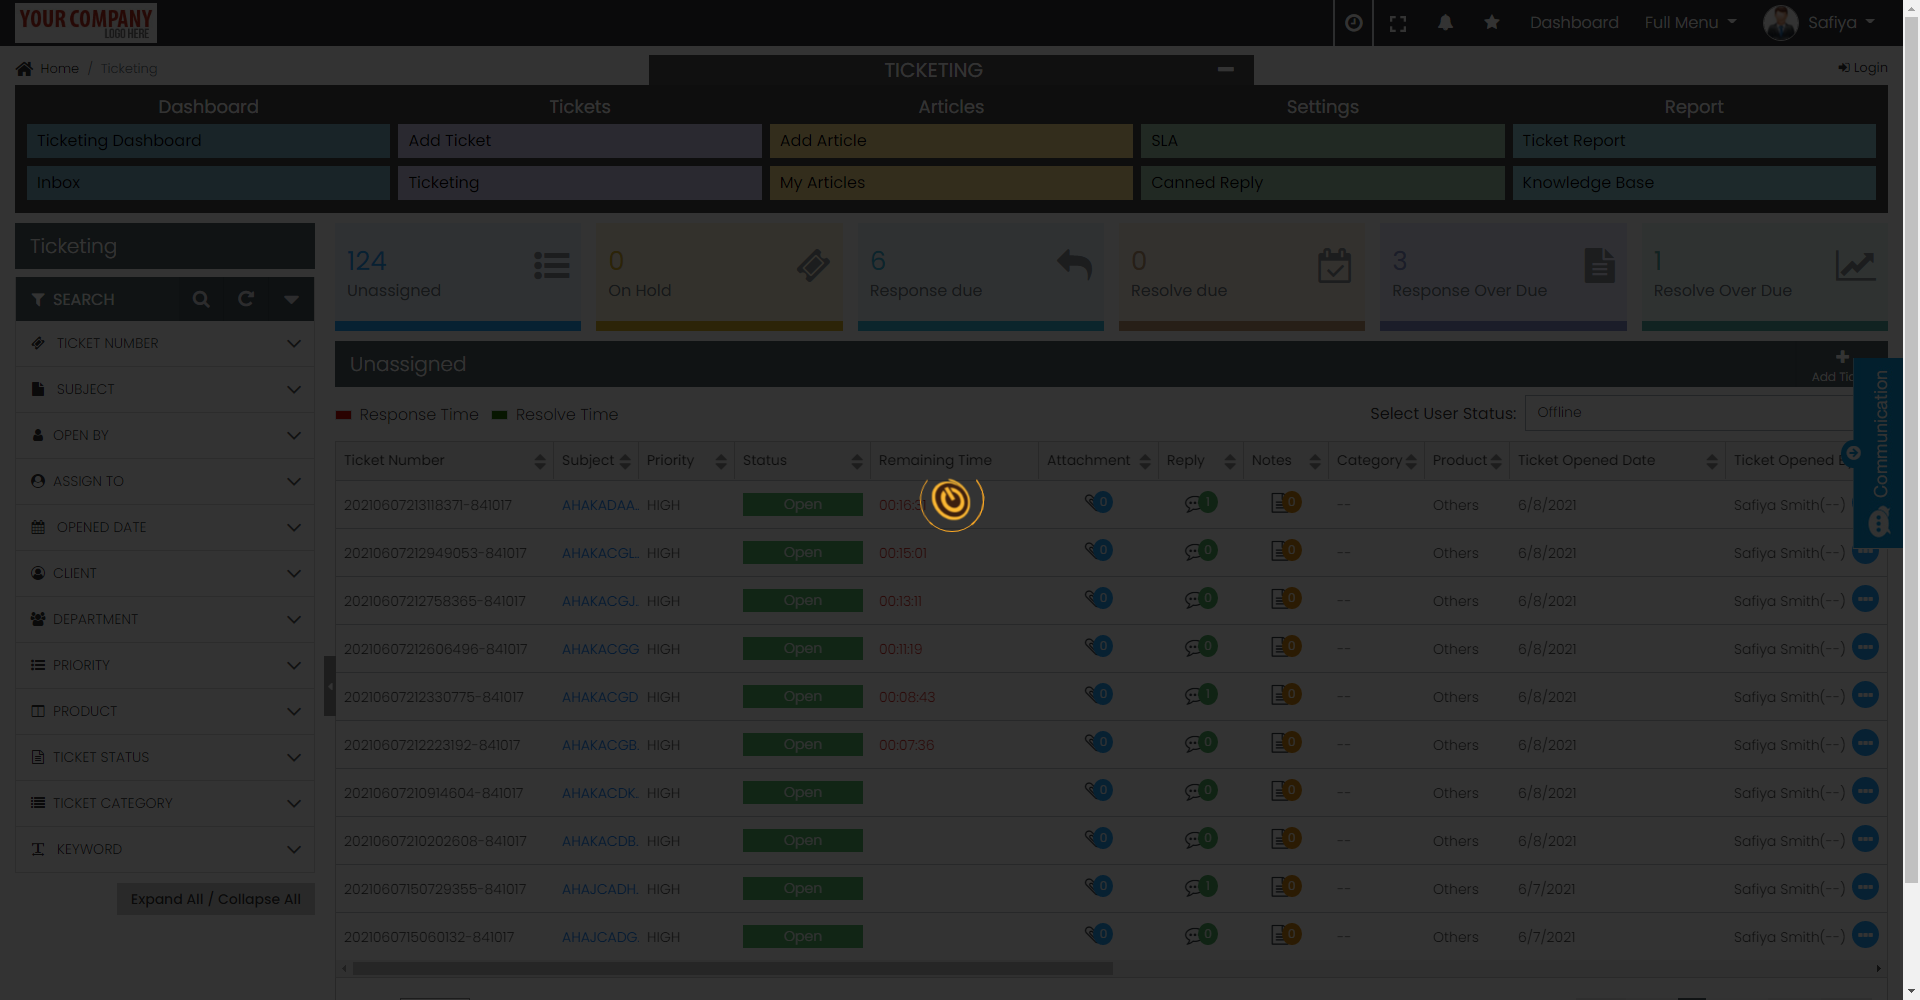 YOUR COMPANY
LOGO HERE
Dashboard Full Menu Safiya
Home / Ticketing
TICKETING
Login
Dashboard Tickets Articles Settings Report
Ticketing Dashboard Add Ticket Add Article SLA Ticket Report
Inbox Ticketing My Articles Canned Reply Knowledge Base
Ticketing
124 0 6 0 3 1
Unassigned On Hold Response due Resolve due Response Over Due Resolve Over Due
SEARCH
TICKET NUMBER
SUBJECT
OPEN BY
ASSIGN TO
OPENED DATE
CLIENT
DEPARTMENT
PRIORITY
PRODUCT
TICKET STATUS
TICKET CATEGORY
KEYWORD
Expand All / Collapse All
Unassigned
Add
Response Time Resolve Time
Select User Status: Offline
Communication
Ticket Number Subject Priority Status Remaining Time Attachment Reply Notes Category Product Ticket Opened Date Ticket Opened
20210607213118371-841017 AHAKADAA. HIGH Open 0 1 0 -- Others 6/8/2021 Safiya Smith(--)
20210607212949053-841017 AHAKACGL. HIGH Open 00:15:01 0 0 0 -- Others 6/8/2021 Safiya Smith(--)
20210607212758365-841017 AHAKACGJ. HIGH Open 00:13:11 0 0 0 -- Others 6/8/2021 Safiya Smith(--)
20210607212606496-841017 AHAKACGG HIGH Open 00:11:19 0 0 0 -- Others 6/8/2021 Safiya Smith(--)
20210607212330775-841017 AHAKACGD HIGH Open 00:08:43 0 1 0 -- Others 6/8/2021 Safiya Smith(--)
20210607212223192-841017 AHAKACGB. HIGH Open 00:07:36 0 0 0 -- Others 6/8/2021 Safiya Smith(--)
20210607210914604-841017 AHAKACDK. HIGH Open 0 0 0 -- Others 6/8/2021 Safiya Smith(--)
20210607210202608-841017 AHAKACDB. HIGH Open 0 0 0 -- Others 6/8/2021 Safiya Smith(--)
20210607150729355-841017 AHAJCADH. HIGH Open 0 1 0 -- Others 6/7/2021 Safiya Smith(--)
2021060715060132-841017 AHAJCADG. HIGH Open 0 0 0 -- Others 6/7/2021 Safiya Smith(--)